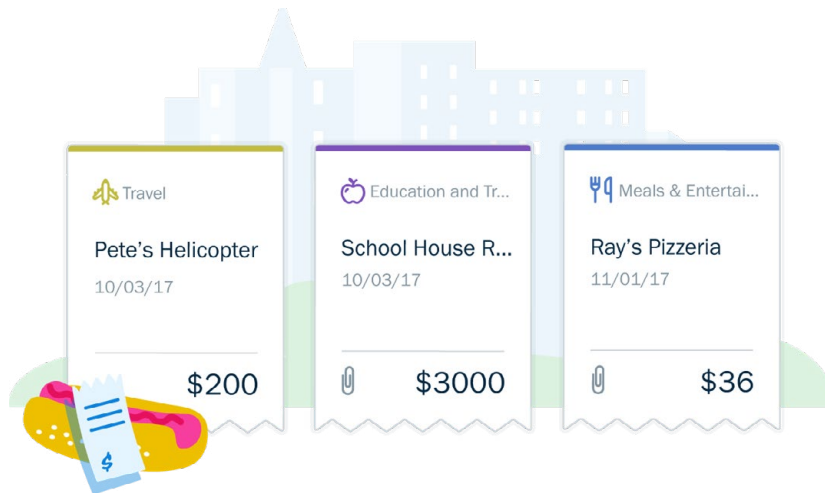 Travel
Pete's Helicopter
10/03/17
$200
Education and Tr...
School House R...
10/03/17
$3000
Meals & Entertai...
Ray's Pizzeria
11/01/17
$36
$